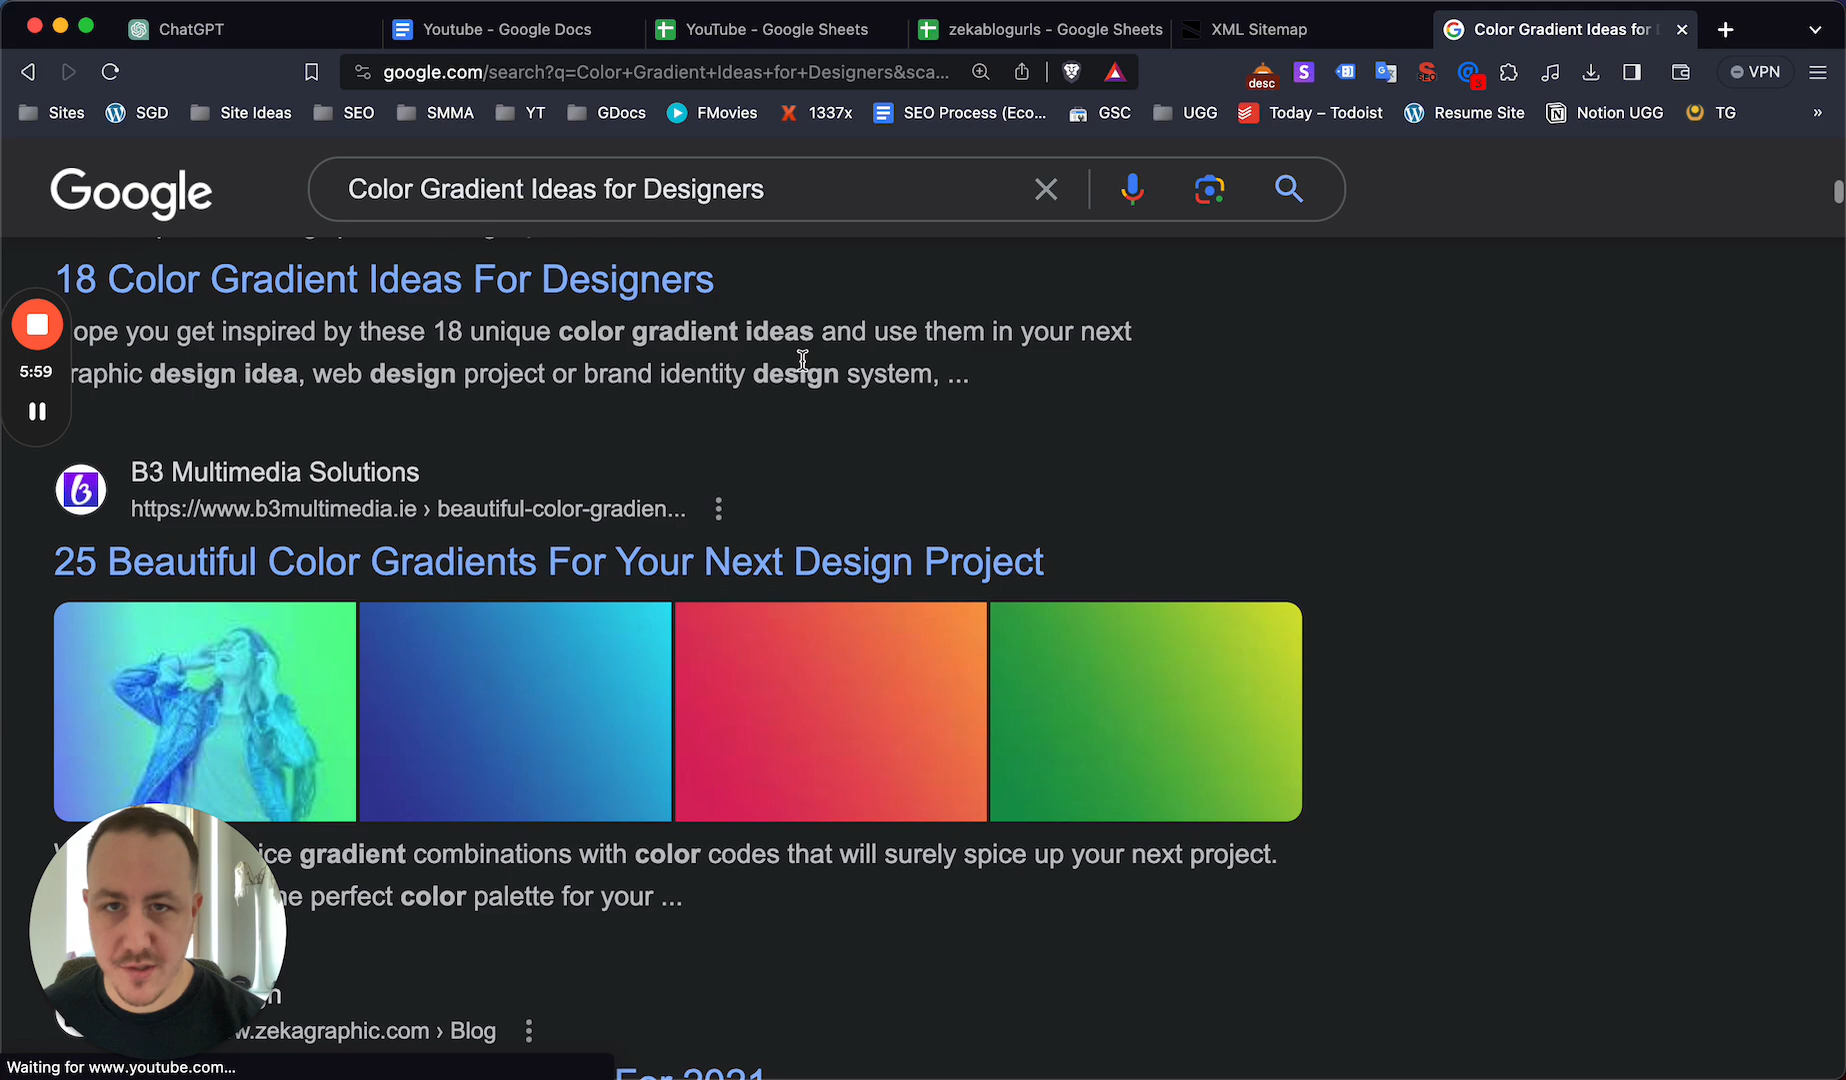 ChatGPT
Youtube - Google Docs
YouTube - Google Sheets
zekablogurls - Google Sheets
XML Sitemap
Color Gradient Ideas for
google.com/search?q=Color+Gradient+Ideas+for+Designers&sca...
desc
S
SEO
3
VPN
Sites
SGD
Site Ideas
SEO
SMMA
YT
GDocs
FMovies
1337x
SEO Process (Eco...
GSC
UGG
Today – Todoist
Resume Site
Notion UGG
TG
»
Google
Color Gradient Ideas for Designers
18 Color Gradient Ideas For Designers
ope you get inspired by these 18 unique color gradient ideas and use them in your next
raphic design idea, web design project or brand identity design system, ...
5:59
B3 Multimedia Solutions
https://www.b3multimedia.ie › beautiful-color-gradien...
25 Beautiful Color Gradients For Your Next Design Project
ice gradient combinations with color codes that will surely spice up your next project.
perfect color palette for your ...
w.zekagraphic.com › Blog
For 2021
Waiting for www.youtube.com...